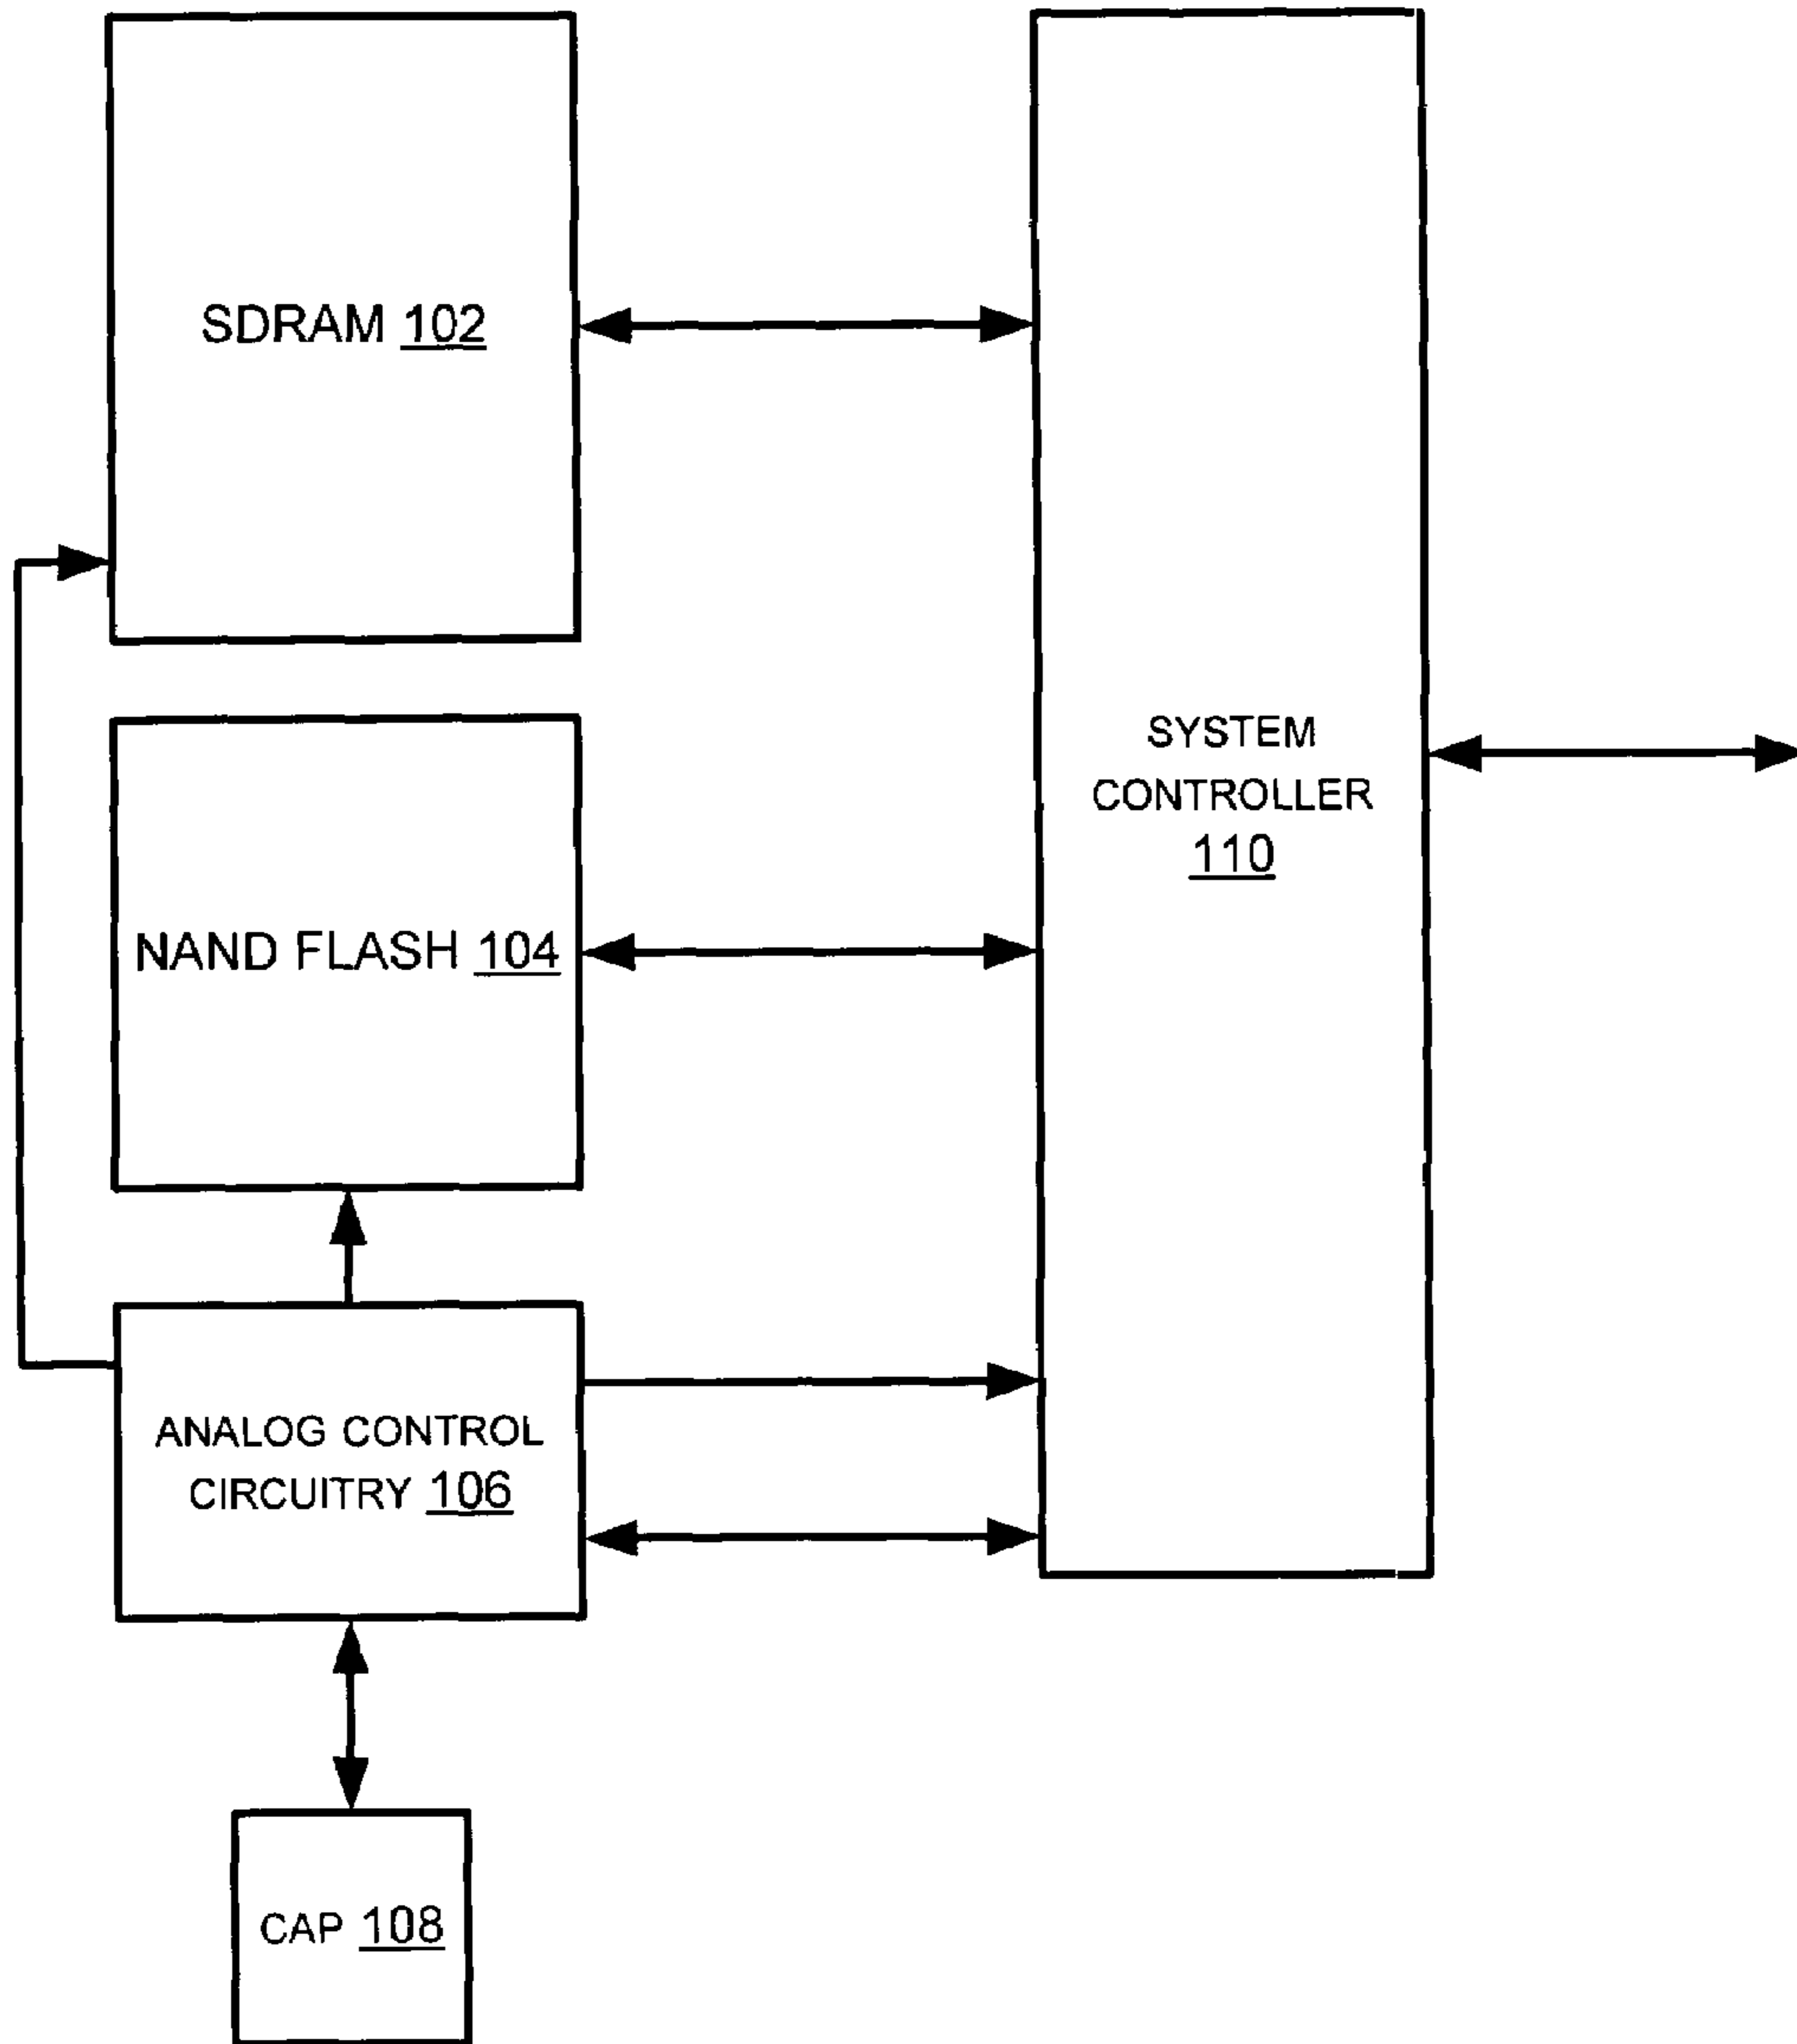 SDRAM 102
SYSTEM
CONTROLLER
110
NAND FLASH 104
ANALOG CONTROL
CIRCUITRY 106
CAP 108